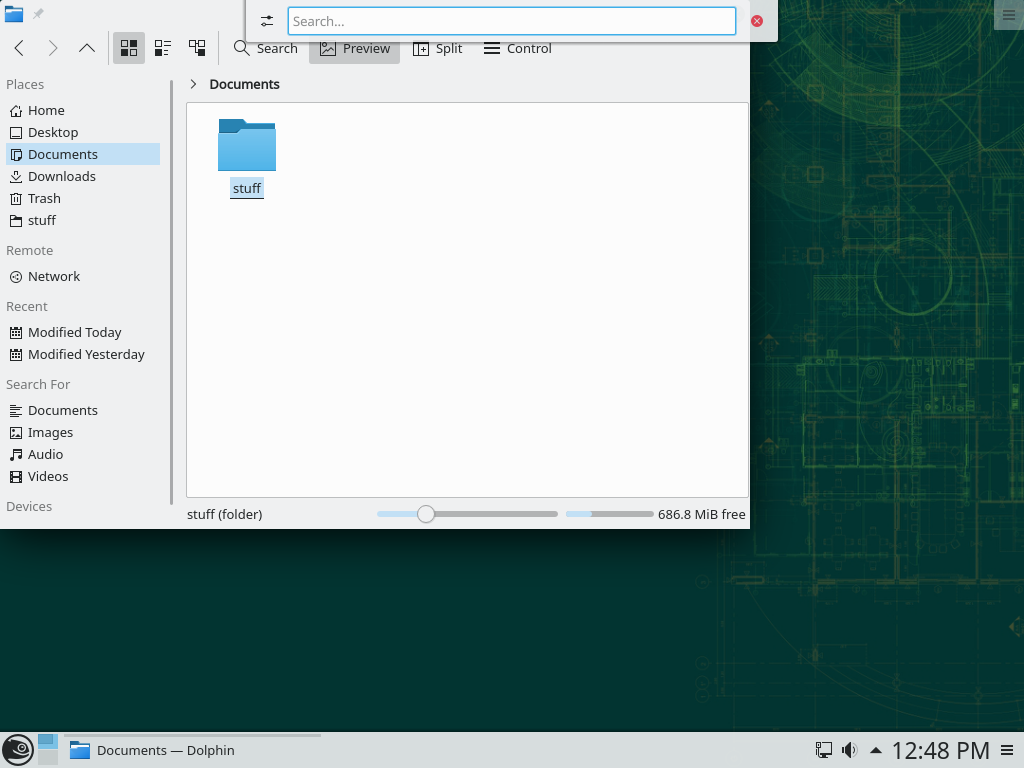 Search...
Search
Preview
Split
Control
Places
Documents
Home
Desktop
Documents
Downloads
Trash
stuff
stuff
Remote
Network
Recent
Modified Today
Modified Yesterday
Search For
Documents
Images
Audio
Videos
Devices
stuff (folder)
686.8 MiB free
Documents — Dolphin
12:48 PM